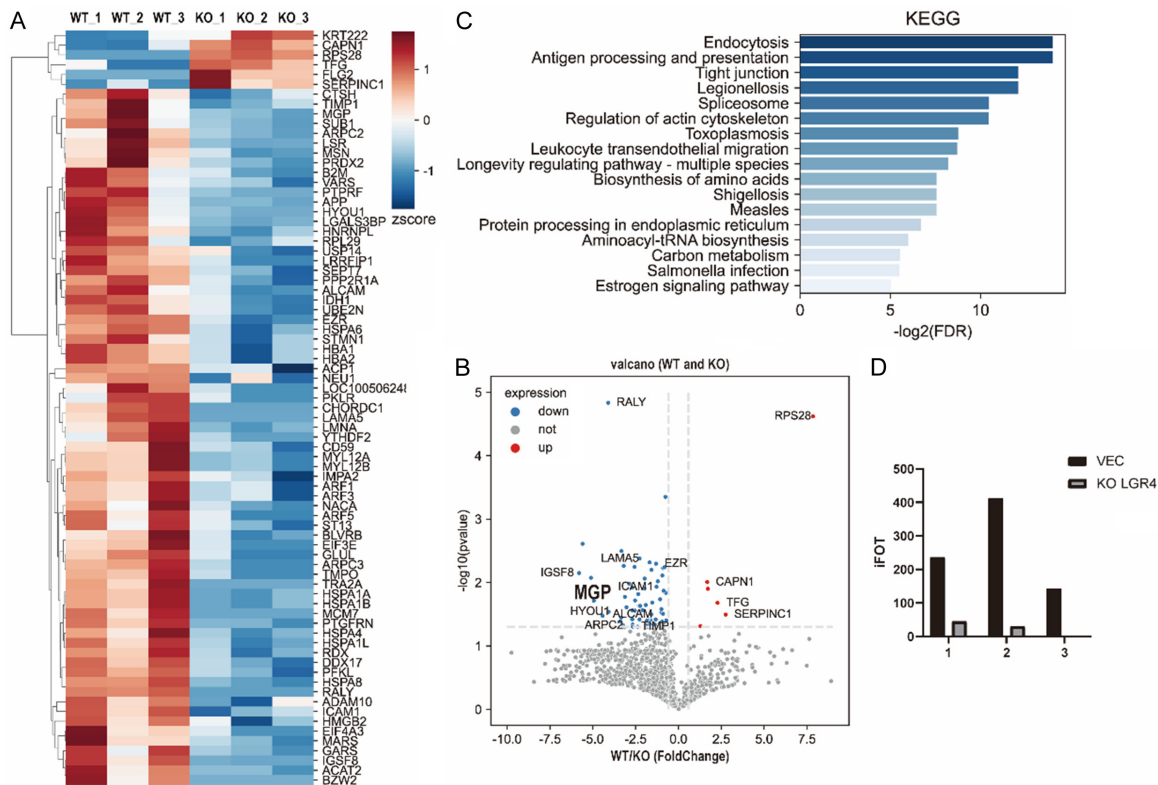 A
WT_1 WT_2 WT_3 KO_1 KO_2 KO_3
KRT222
CAPN1
RPS28
TFG
FLG2
SERPINC1
CTSH
TIMP1
MGP
SUB1
ARPC2
LSR
MSN
PRDX2
B2M
VARS
PTPRF
APP
HYOU1
LGALS3BP
HNRNPL
RPL29
USP14
LRRFIP1
SEPT7
PPP2R1A
ALCAM
IDH1
UBE2N
EZR
HSPA6
STMN1
HBA1
HBA2
ACP1
NEU1
LOC100506248
PKLR
CHORDC1
LAMA5
LMNA
YTHDF2
CD59
MYL12A
MYL12B
IMPA2
ARF1
ARF3
NACA
ARF5
ST13
BLVRB
EIF3E
GLUL
ARPC3
TMPO
TRA2A
HSPA1A
HSPA1B
MCM7
PTGFRN
HSPA4
HSPA1L
RDX
DDX17
PFKL
HSPA8
RALY
ADAM10
ICAM1
HMGB2
EIF4A3
MARS
GARS
IGSF8
ACAT2
BZW2
1
0
-1
zscore
C
KEGG
Endocytosis
Antigen processing and presentation
Tight junction
Legionellosis
Spliceosome
Regulation of actin cytoskeleton
Toxoplasmosis
Leukocyte transendothelial migration
Longevity regulating pathway - multiple species
Biosynthesis of amino acids
Shigellosis
Measles
Protein processing in endoplasmic reticulum
Aminoacyl-tRNA biosynthesis
Carbon metabolism
Salmonella infection
Estrogen signaling pathway
0 5 10
-log2(FDR)
B
valcano (WT and KO)
expression
down
not
up
RALY
RPS28
LAMA5
EZR
IGSF8
ICAM1
CAPN1
MGP
TFG
HYOU1
ALCAM
SERPINC1
ARPC2
TIMP1
5
4
3
2
1
0
-log10(pvalue)
-10.0 -7.5 -5.0 -2.5 0.0 2.5 5.0 7.5
WT/KO (FoldChange)
D
VEC
KO LGR4
500
400
300
200
100
0
iFOT
1 2 3